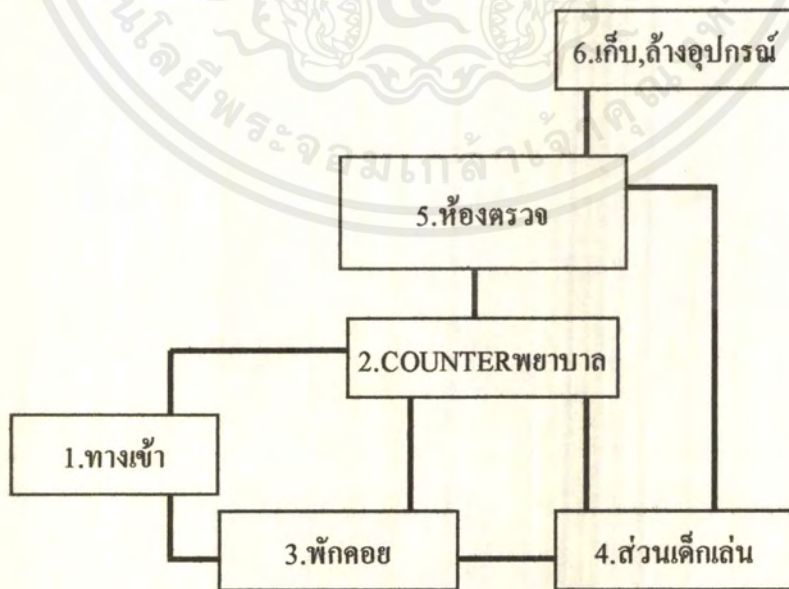 6.เก็บ,ล้างอุปกรณ์
5.ห้องตรวจ
2.COUNTERพยาบาล
1.ทางเข้า
3.พักคอย
4.ส่วนเด็กเล่น